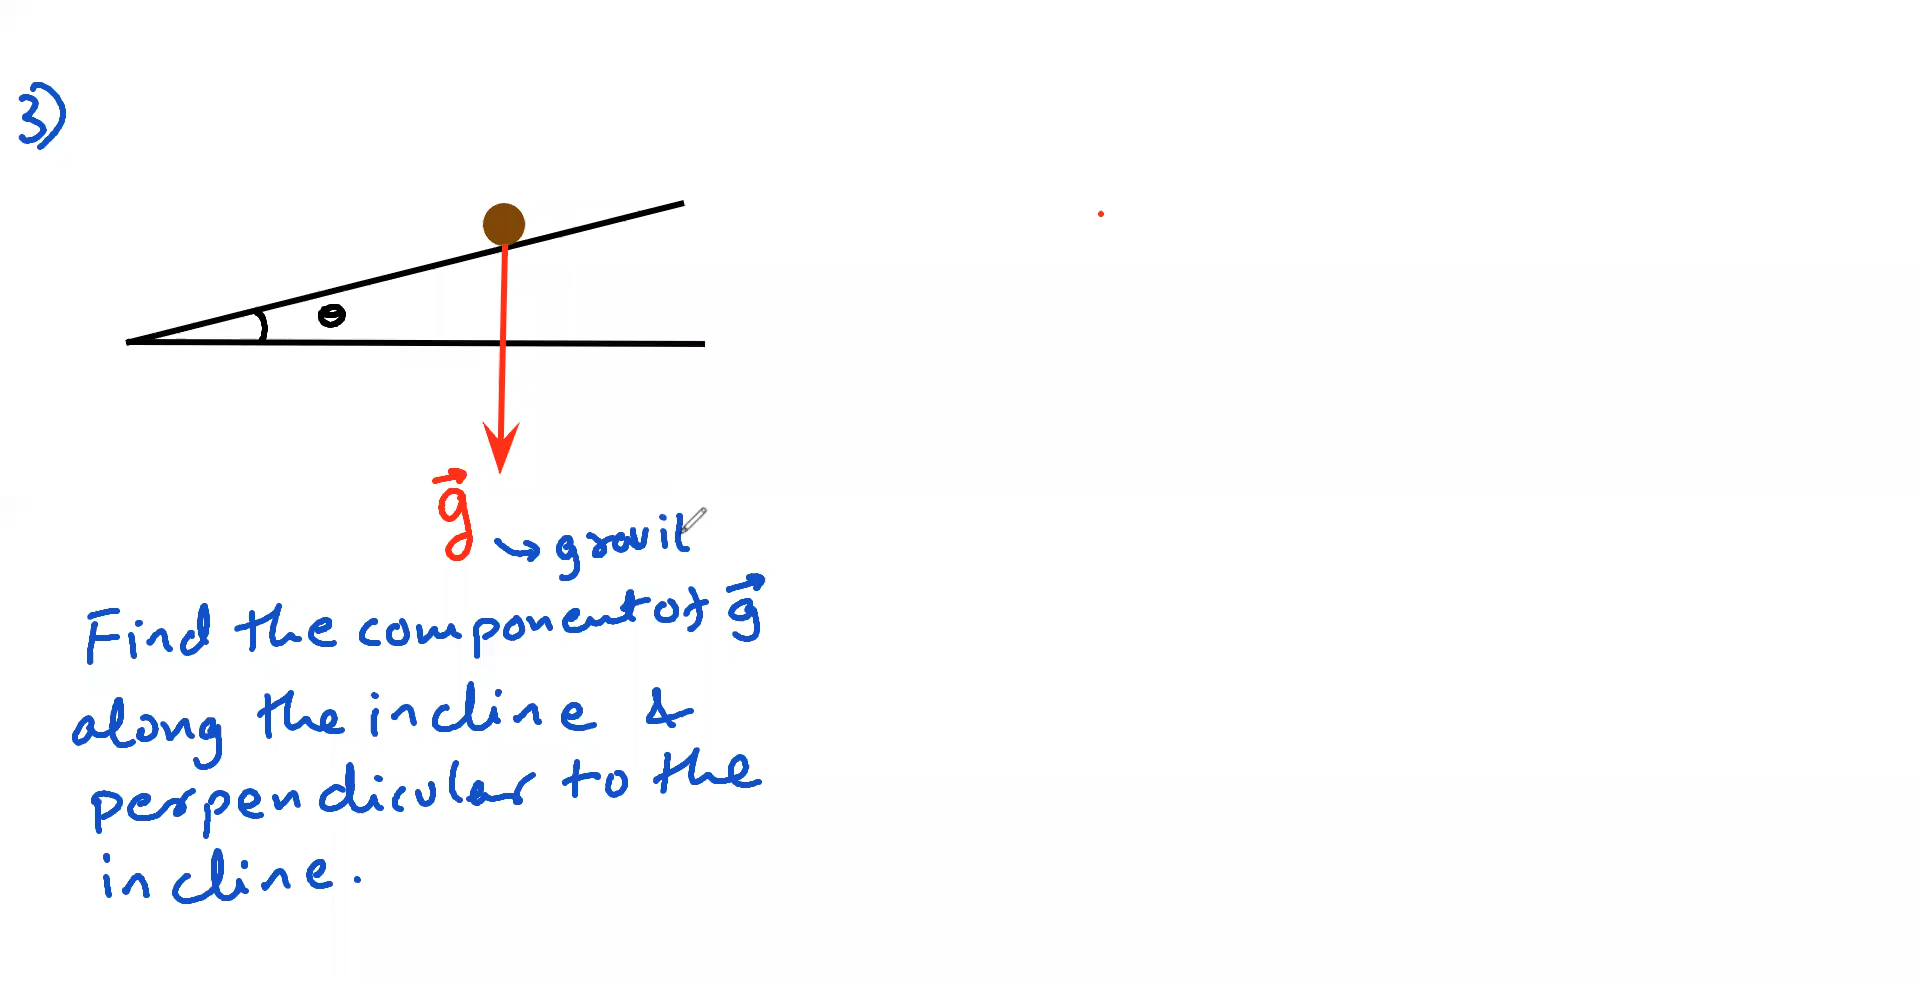 3)
θ
g⃗
→ gravit
Find the component of g⃗
along the incline &
perpendicular to the
incline.